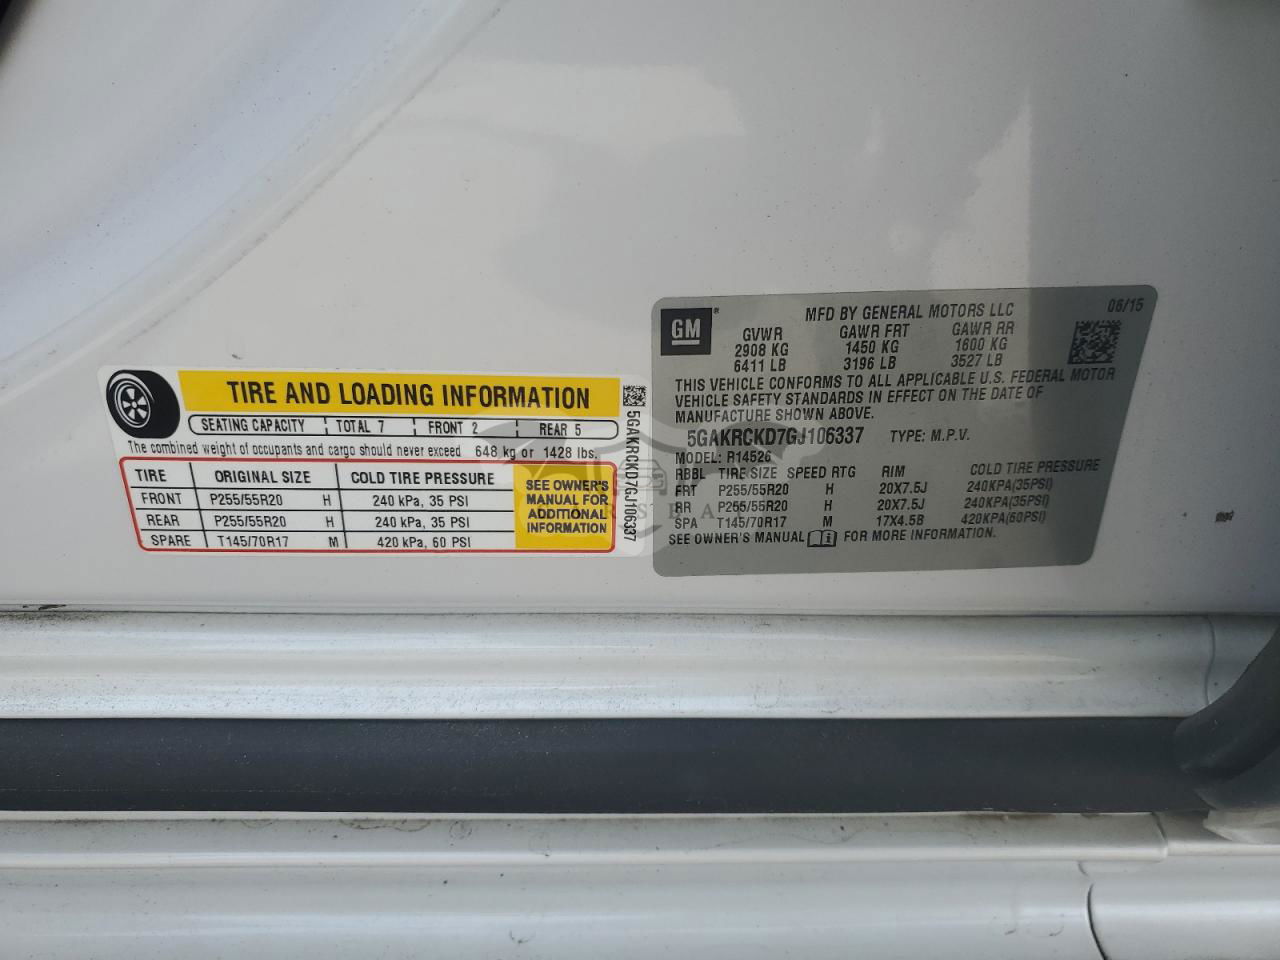 TIRE AND LOADING INFORMATION
SEATING CAPACITY TOTAL 7 FRONT 2 REAR 5
The combined weight of occupants and cargo should never exceed 648 kg or 1428 lbs.
TIRE ORIGINAL SIZE COLD TIRE PRESSURE
FRONT P255/55R20 H 240 kPa, 35 PSI
REAR P255/55R20 H 240 kPa, 35 PSI
SPARE T145/70R17 M 420 kPa, 60 PSI
SEE OWNER'S
MANUAL FOR
ADDITIONAL
INFORMATION
5GAKRCKD7GJ106337
GM®
MFD BY GENERAL MOTORS LLC 06/15
GVWR GAWR FRT GAWR RR
2908 KG 1450 KG 1600 KG
6411 LB 3196 LB 3527 LB
THIS VEHICLE CONFORMS TO ALL APPLICABLE U.S. FEDERAL MOTOR
VEHICLE SAFETY STANDARDS IN EFFECT ON THE DATE OF
MANUFACTURE SHOWN ABOVE.
5GAKRCKD7GJ106337 TYPE: M.P.V.
MODEL: R14526
RBBL TIRE SIZE SPEED RTG RIM COLD TIRE PRESSURE
FRT P255/55R20 H 20X7.5J 240KPA(35PSI)
RR P255/55R20 H 20X7.5J 240KPA(35PSI)
SPA T145/70R17 M 17X4.5B 420KPA(60PSI)
SEE OWNER'S MANUAL FOR MORE INFORMATION.